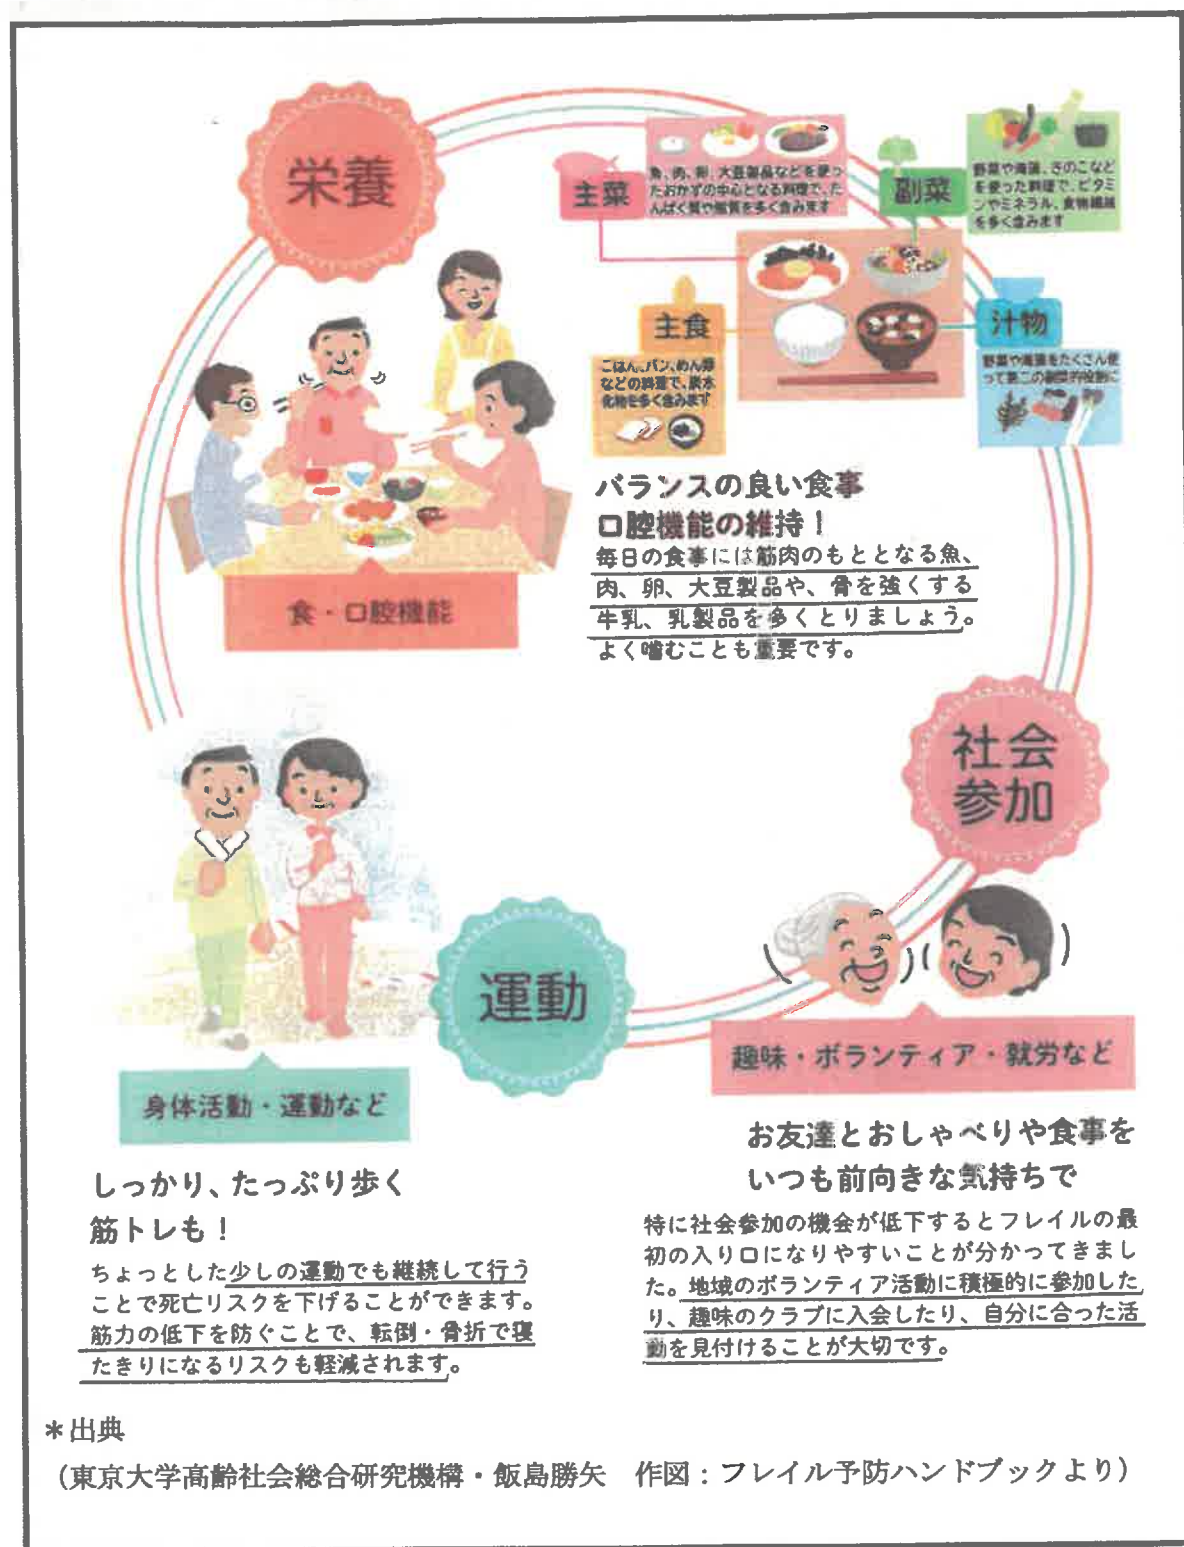 栄養
主菜
魚、肉、卵、大豆製品などを使っ
たおかずの中心となる料理で、た
んぱく質や脂質を多く含みます
副菜
野菜や海藻、きのこなど
を使った料理で、ビタミ
ンやミネラル、食物繊維
を多く含みます
主食
ごはん、パン、めん類
などの料理で、炭水
化物を多く含みます
汁物
野菜や海藻をたくさん使
って第二の副菜的役割に
食・口腔機能
バランスの良い食事
口腔機能の維持!
毎日の食事には筋肉のもととなる魚、
肉、卵、大豆製品や、骨を強くする
牛乳、乳製品を多くとりましょう。
よく噛むことも重要です。
社会
参加
趣味・ボランティア・就労など
お友達とおしゃべりや食事を
いつも前向きな気持ちで
特に社会参加の機会が低下するとフレイルの最
初の入り口になりやすいことが分かってきまし
た。地域のボランティア活動に積極的に参加した
り、趣味のクラブに入会したり、自分に合った活
動を見付けることが大切です。
運動
身体活動・運動など
しっかり、たっぷり歩く
筋トレも!
ちょっとした少しの運動でも継続して行う
ことで死亡リスクを下げることができます。
筋力の低下を防ぐことで、転倒・骨折で寝
たきりになるリスクも軽減されます。
*出典
(東京大学高齢社会総合研究機構・飯島勝矢 作図:フレイル予防ハンドブックより)